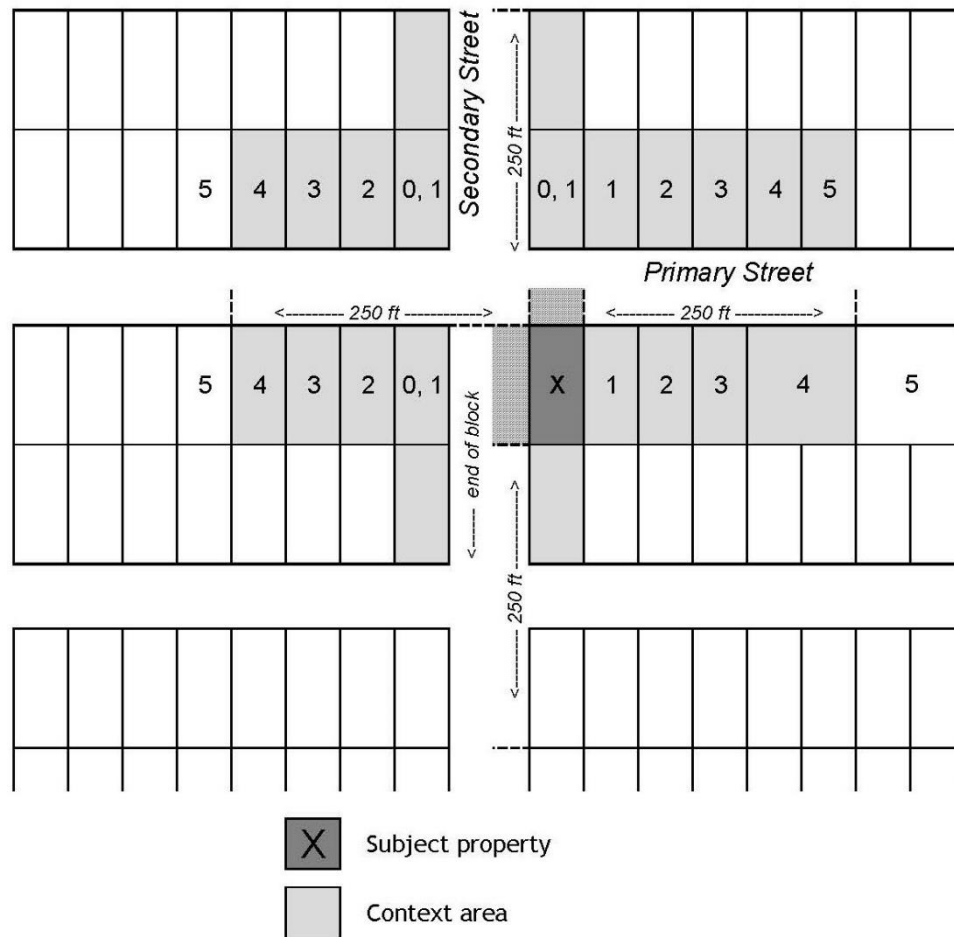 Secondary Street
<------- 250 ft ------->
5 4 3 2 0, 1 0, 1 1 2 3 4 5
Primary Street
<--------- 250 ft ----------->
<--------- 250 ft ----------->
5 4 3 2 0, 1 X 1 2 3 4 5
<------ end of block
<------- 250 ft ------->
X Subject property
Context area